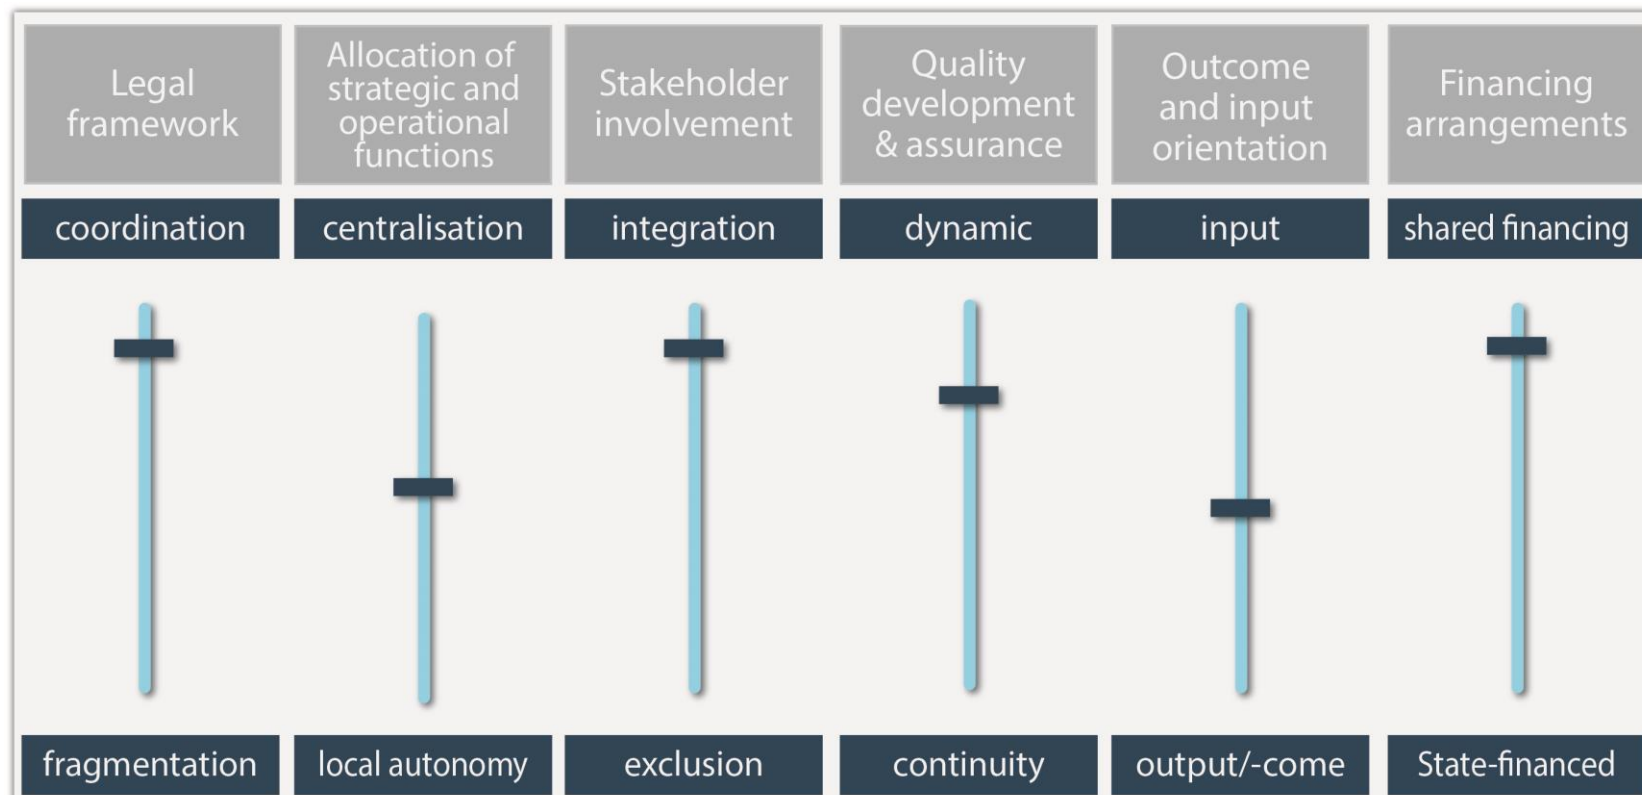 Legal
framework
Allocation of
strategic and
operational
functions
Stakeholder
involvement
Quality
development
& assurance
Outcome
and input
orientation
Financing
arrangements
coordination
centralisation
integration
dynamic
input
shared financing
fragmentation
local autonomy
exclusion
continuity
output/-come
State-financed